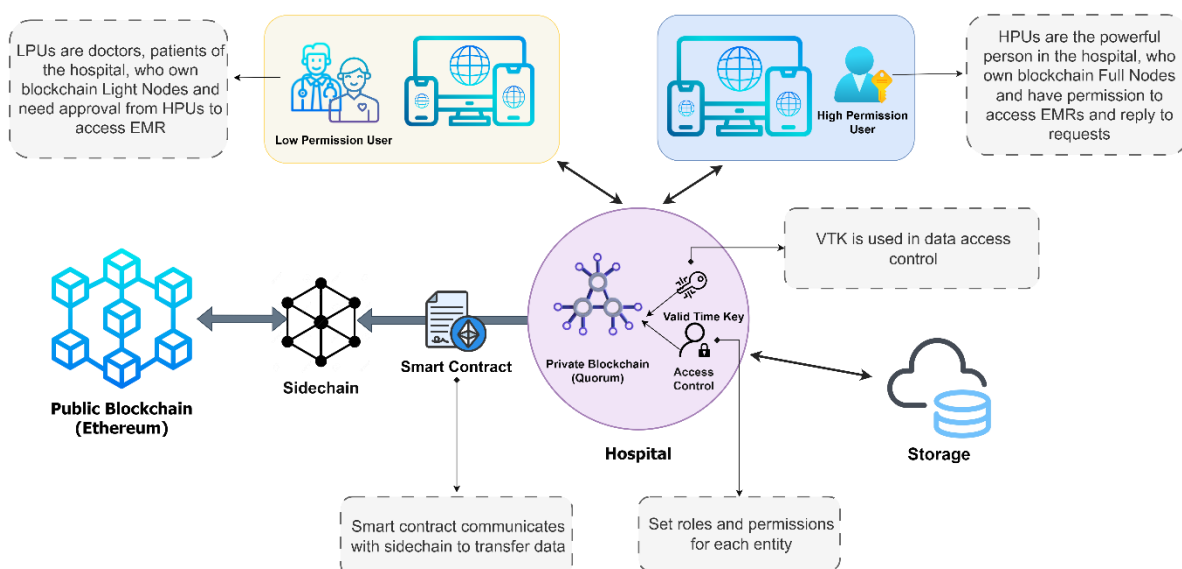 LPUs are doctors, patients of
the hospital, who own
blockchain Light Nodes and
need approval from HPUs to
access EMR
Low Permission User
High Permission
User
HPUs are the powerful
person in the hospital, who
own blockchain Full Nodes
and have permission to
access EMRs and reply to
requests
VTK is used in data access
control
Valid Time Key
Private Blockchain
(Quorum)
Access
Control
Smart Contract
Sidechain
Public Blockchain
(Ethereum)
Hospital
Storage
Smart contract communicates
with sidechain to transfer data
Set roles and permissions
for each entity